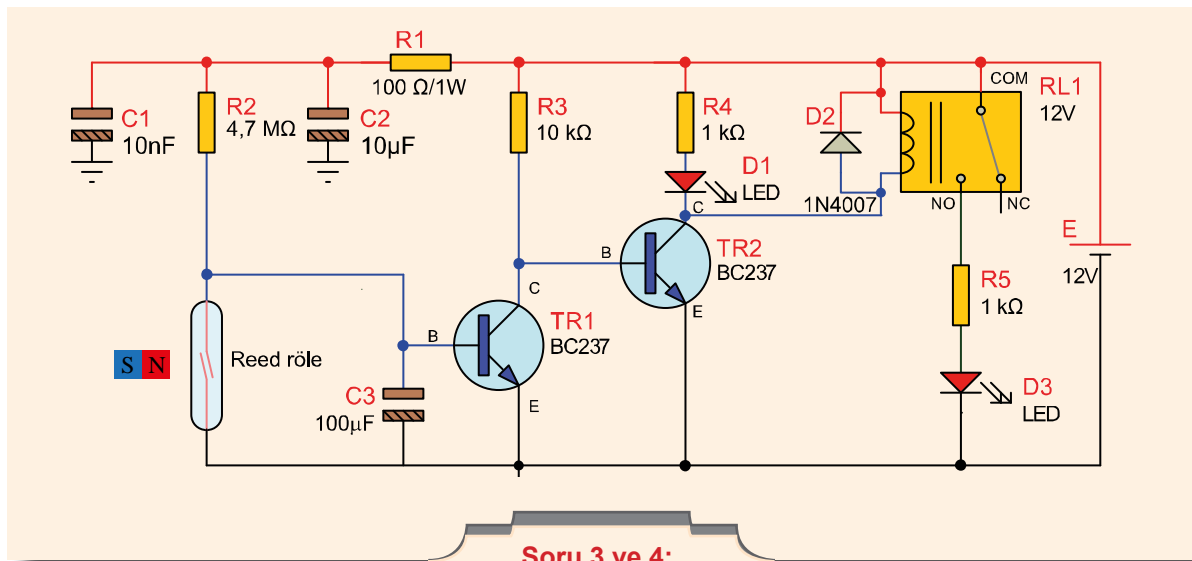 R1
100 Ω/1W
C1
10nF
R2
4,7 MΩ
C2
10µF
R3
10 kΩ
R4
1 kΩ
D1
LED
D2
1N4007
COM
RL1
12V
NO
NC
E
12V
B
C
TR2
BC237
E
R5
1 kΩ
S N
Reed röle
B
C
TR1
BC237
E
C3
100µF
D3
LED
Soru 3 ve 4: